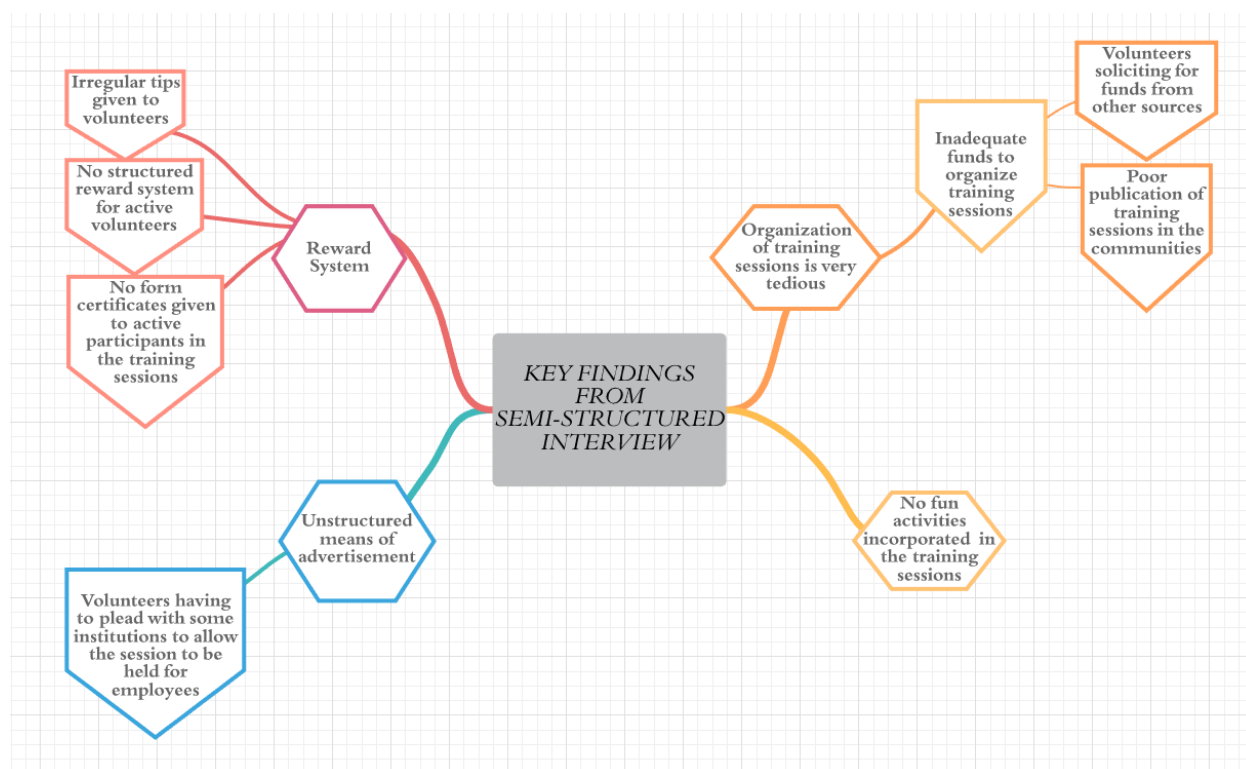 Irregular tips
given to
volunteers
No structured
reward system
for active
volunteers
No form
certificates given
to active
participants in
the training
sessions
Reward
System
Unstructured
means of
advertisement
Volunteers having
to plead with some
institutions to allow
the session to be
held for
employees
KEY FINDINGS
FROM
SEMI-STRUCTURED
INTERVIEW
Organization
of training
sessions is very
tedious
Inadequate
funds to
organize
training
sessions
Volunteers
soliciting for
funds from
other sources
Poor
publication of
training
sessions in the
communities
No fun
activities
incorporated in
the training
sessions